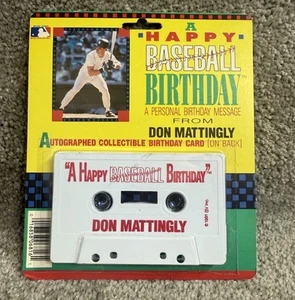 A
HAPPY
BASEBALL
BIRTHDAY
A PERSONAL BIRTHDAY MESSAGE
FROM
DON MATTINGLY
AUTOGRAPHED COLLECTIBLE BIRTHDAY CARD (ON BACK)
"A HAPPY BASEBALL BIRTHDAY"™
DON MATTINGLY